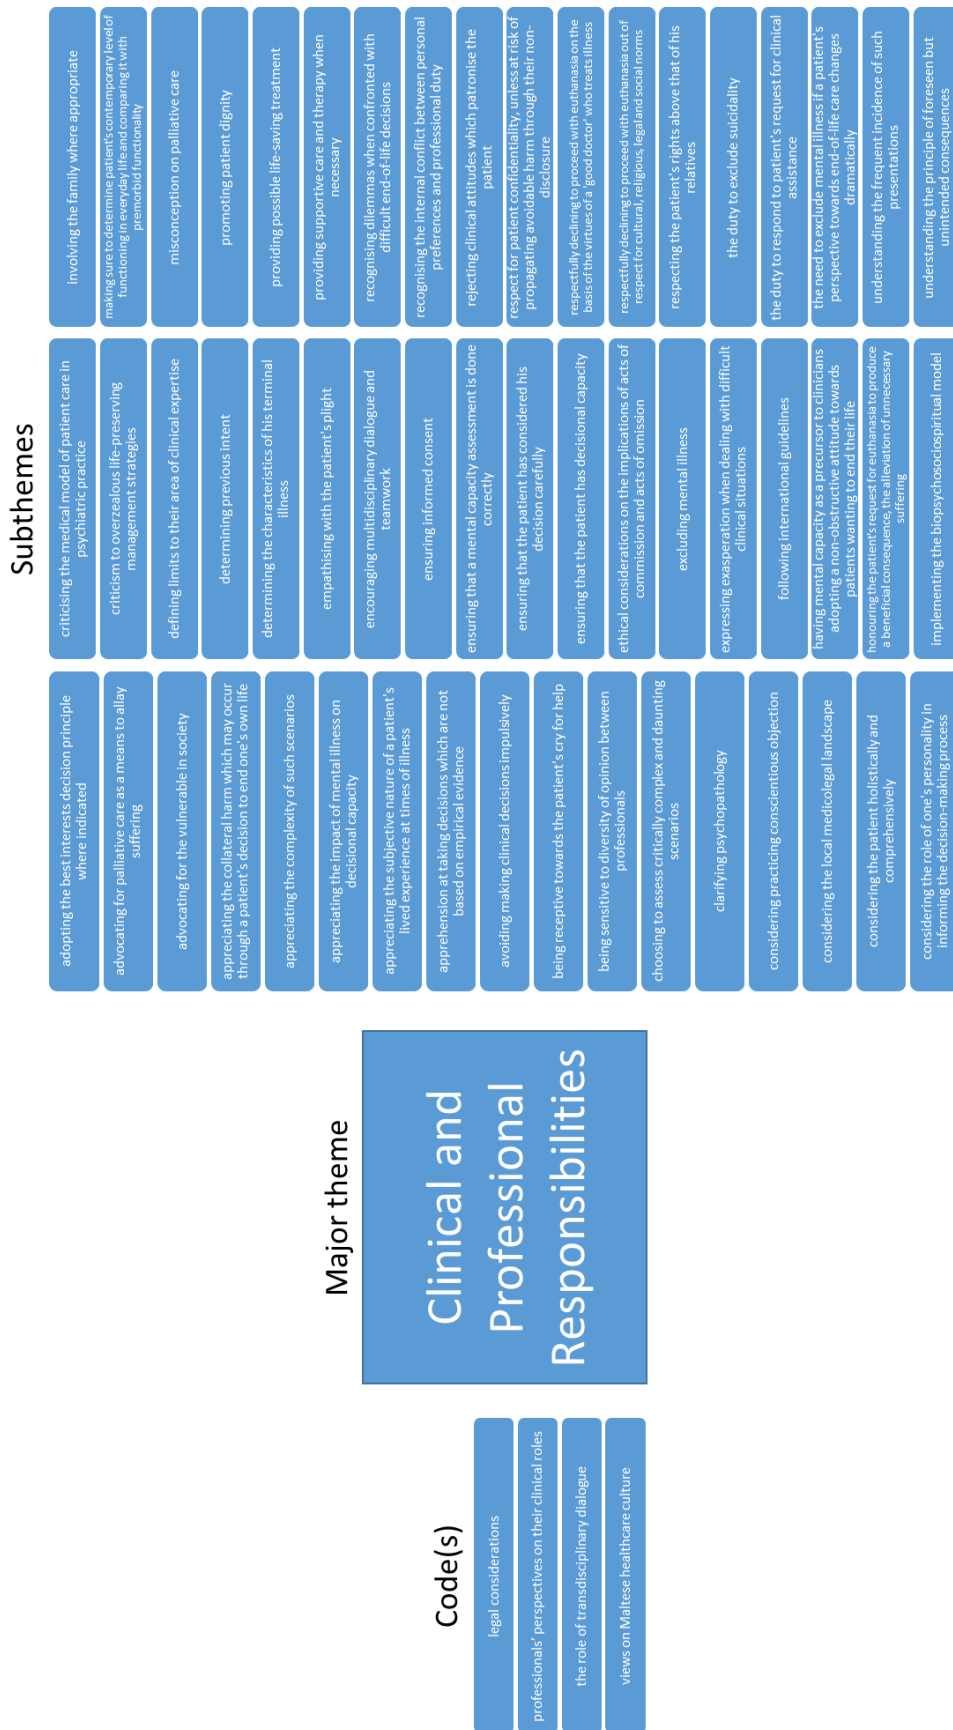 Code(s)
legal considerations
professionals' perspectives on their clinical roles
the role of transdisciplinary dialogue
views on Maltese healthcare culture
Major theme
Clinical and
Professional
Responsibilities
Subthemes
adopting the best interests decision principle
where indicated
advocating for palliative care as a means to allay
suffering
advocating for the vulnerable in society
appreciating the collateral harm which may occur
through a patient's decision to end one's own life
appreciating the complexity of such scenarios
appreciating the impact of mental illness on
decisional capacity
appreciating the subjective nature of a patient's
lived experience at times of illness
apprehension at taking decisions which are not
based on empirical evidence
avoiding making clinical decisions impulsively
being receptive towards the patient's cry for help
being sensitive to diversity of opinion between
professionals
choosing to assess critically complex and daunting
scenarios
clarifying psychopathology
considering practicing conscientious objection
considering the local medicolegal landscape
considering the patient holistically and
comprehensively
considering the role of one's personality in
informing the decision-making process
criticising the medical model of patient care in
psychiatric practice
criticism to overzealous life-preserving
management strategies
defining limits to their area of clinical expertise
determining previous intent
determining the characteristics of his terminal
illness
empathising with the patient's plight
encouraging multidisciplinary dialogue and
teamwork
ensuring informed consent
ensuring that a mental capacity assessment is done
correctly
ensuring that the patient has considered his
decision carefully
ensuring that the patient has decisional capacity
ethical considerations on the implications of acts of
commission and acts of omission
excluding mental illness
expressing exasperation when dealing with difficult
clinical situations
following international guidelines
having mental capacity as a precursor to clinicians
adopting a non-obstructive attitude towards
patients wanting to end their life
honouring the patient's request for euthanasia to produce
a beneficial consequence, the alleviation of unnecessary
suffering
implementing the biopsychosociospiritual model
involving the family where appropriate
making sure to determine patient's contemporary level of
functioning in everyday life and comparing it with
premorbid functionality
misconception on palliative care
promoting patient dignity
providing possible life-saving treatment
providing supportive care and therapy when
necessary
recognising dilemmas when confronted with
difficult end-of-life decisions
recognising the internal conflict between personal
preferences and professional duty
rejecting clinical attitudes which patronise the
patient
respect for patient confidentiality, unless at risk of
propagating avoidable harm through their non-
disclosure
respectfully declining to proceed with euthanasia on the
basis of the virtues of a 'good doctor' who treats illness
respectfully declining to proceed with euthanasia out of
respect for cultural, religious, legal and social norms
respecting the patient's rights above that of his
relatives
the duty to exclude suicidality
the duty to respond to patient's request for clinical
assistance
the need to exclude mental illness if a patient's
perspective towards end-of-life care changes
dramatically
understanding the frequent incidence of such
presentations
understanding the principle of foreseen but
unintended consequences